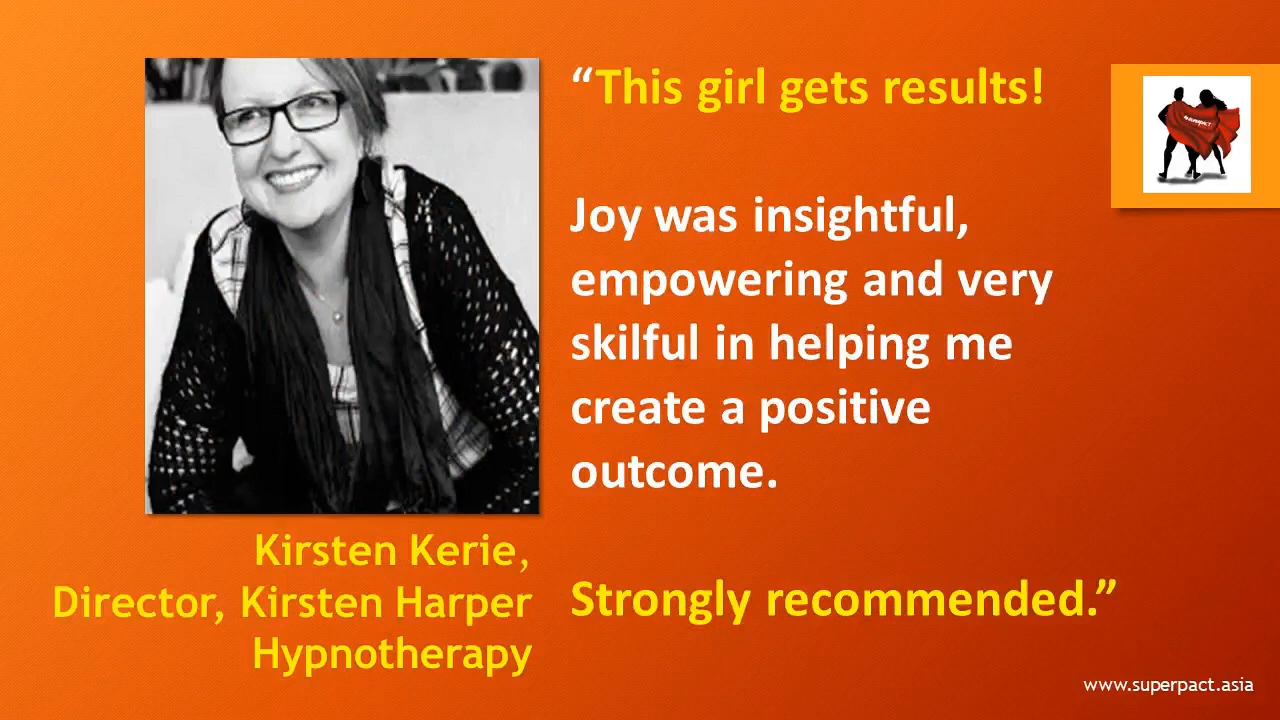 “This girl gets results!
Joy was insightful,
empowering and very
skilful in helping me
create a positive
outcome.
Strongly recommended.”
Kirsten Kerie,
Director, Kirsten Harper
Hypnotherapy
www.superpact.asia